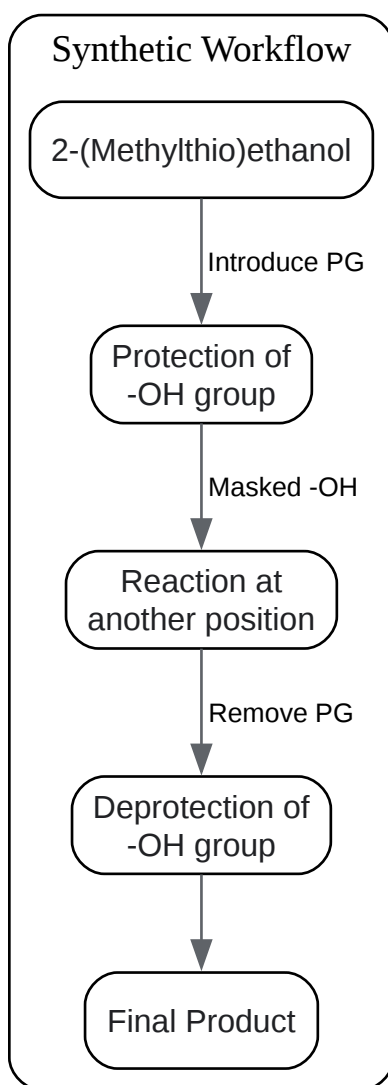 Synthetic Workflow
2-(Methylthio)ethanol
Introduce PG
Protection of
-OH group
Masked -OH
Reaction at
another position
Remove PG
Deprotection of
-OH group
Final Product